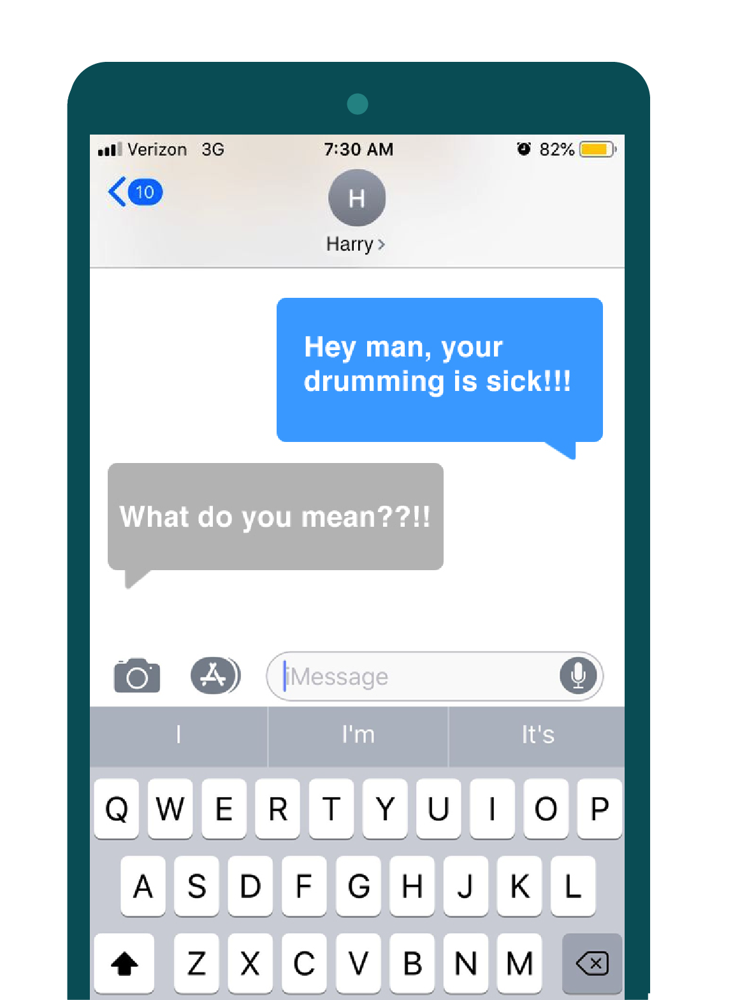 Verizon 3G 7:30 AM 82%
10
H
Harry >
Hey man, your
drumming is sick!!!
What do you mean??!!
iMessage
I I'm It's
Q W E R T Y U I O P
A S D F G H J K L
Z X C V B N M